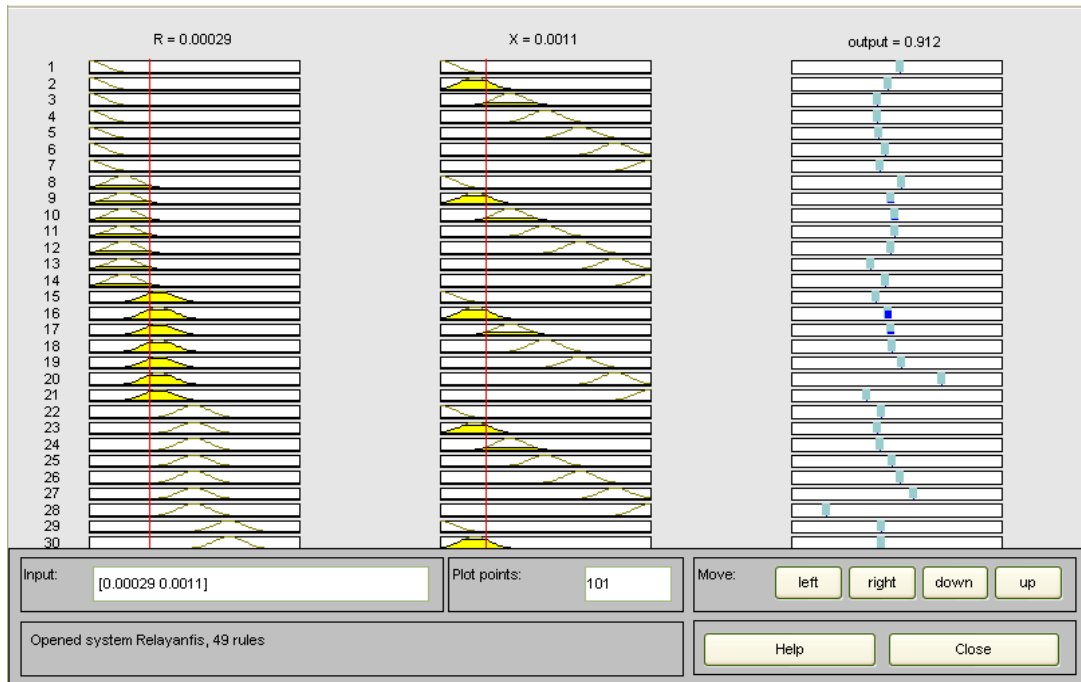 R = 0.00029
X = 0.0011
output = 0.912
1
2
3
4
5
6
7
8
9
10
11
12
13
14
15
16
17
18
19
20
21
22
23
24
25
26
27
28
29
30
Input:
[0.00029 0.0011]
Plot points:
101
Move:
left
right
down
up
Opened system Relayanfis, 49 rules
Help
Close